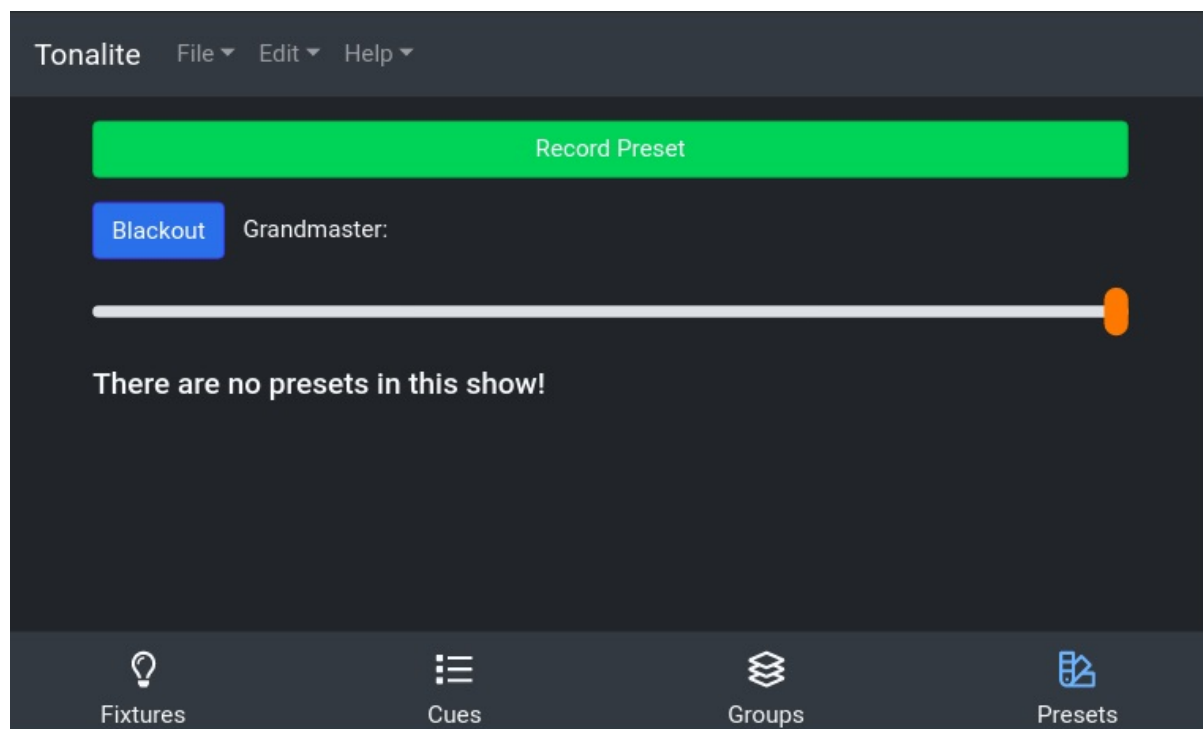 Tonalite File Edit Help
Record Preset
Blackout Grandmaster:
There are no presets in this show!
Fixtures Cues Groups Presets